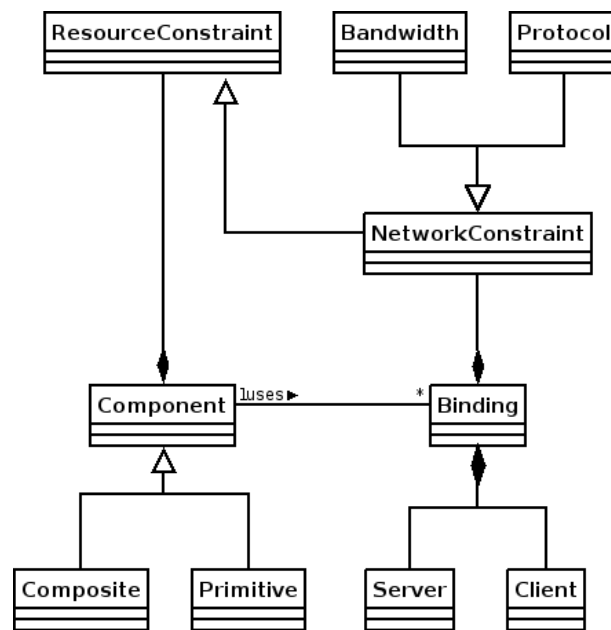 ResourceConstraint
Bandwidth
Protocol
NetworkConstraint
Component
1uses▶
*
Binding
Composite
Primitive
Server
Client